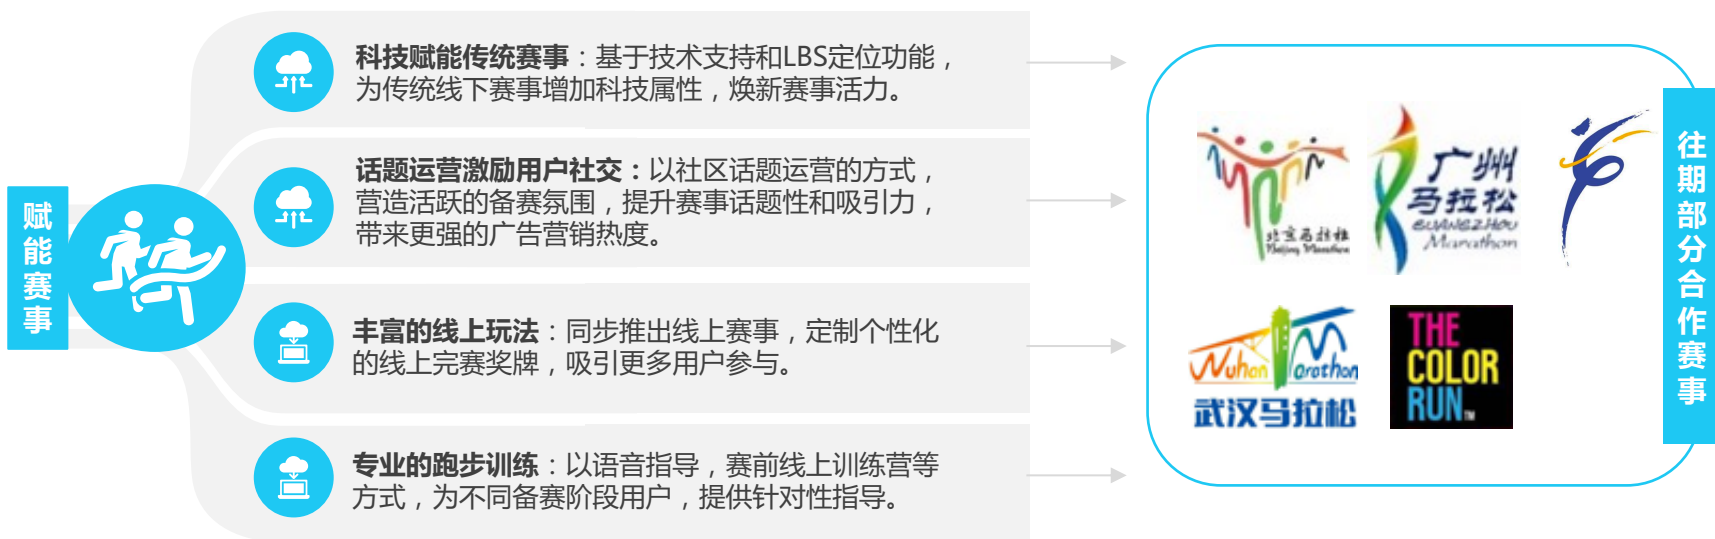 赋能赛事
科技赋能传统赛事：基于技术支持和LBS定位功能，
为传统线下赛事增加科技属性，焕新赛事活力。
话题运营激励用户社交：以社区话题运营的方式，
营造活跃的备赛氛围，提升赛事话题性和吸引力，
带来更强的广告营销热度。
丰富的线上玩法：同步推出线上赛事，定制个性化
的线上完赛奖牌，吸引更多用户参与。
专业的跑步训练：以语音指导，赛前线上训练营等
方式，为不同备赛阶段用户，提供针对性指导。
北京马拉松
Beijing Marathon
广州
马拉松
GUANGZHOU
Marathon
Wuhan Marathon
武汉马拉松
THE
COLOR
RUN™
往期部分合作赛事